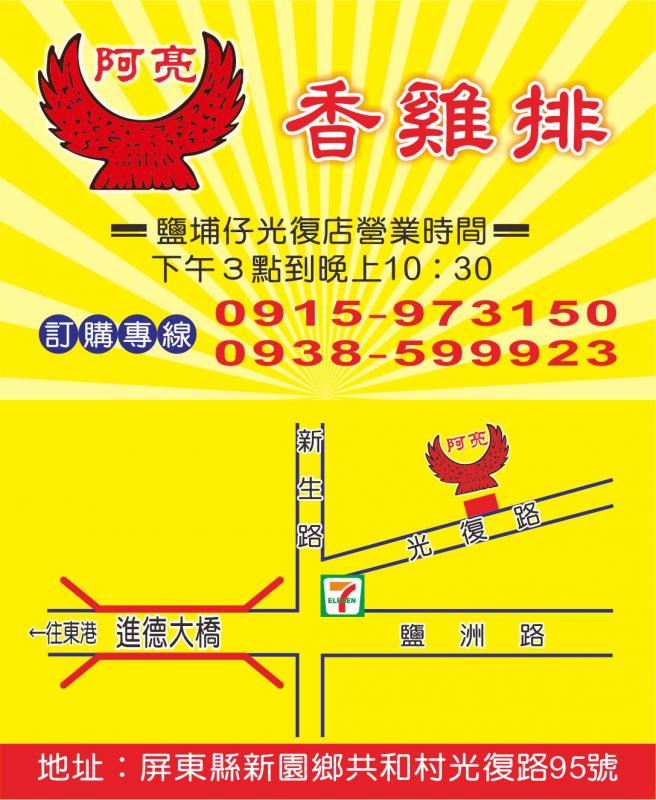 阿亮
香雞排
鹽埔仔光復店營業時間
下午3點到晚上10：30
訂購專線
0915-973150
0938-599923
新生路
阿亮
光復路
7
ELEVEN
←往東港
進德大橋
鹽洲路
地址：屏東縣新園鄉共和村光復路95號